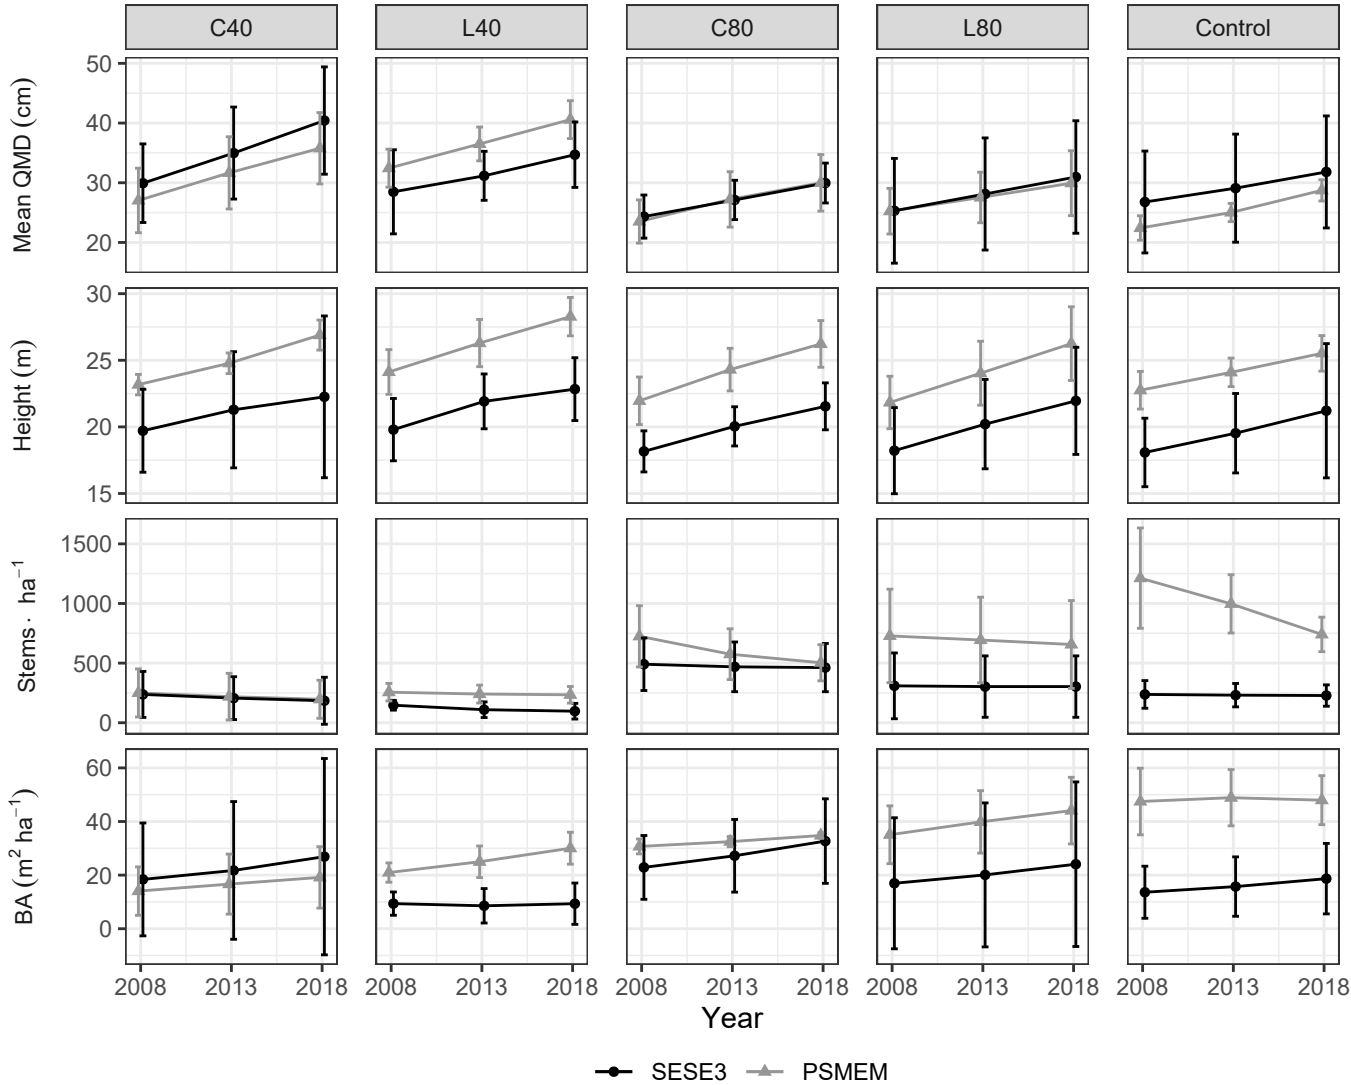 C40 L40 C80 L80 Control
Mean QMD (cm)
50
40
30
20
Height (m)
30
25
20
15
Stems · ha⁻¹
1500
1000
500
0
BA (m² ha⁻¹)
60
40
20
0
2008 2013 2018 2008 2013 2018 2008 2013 2018 2008 2013 2018 2008 2013 2018
Year
SESE3 PSMEM